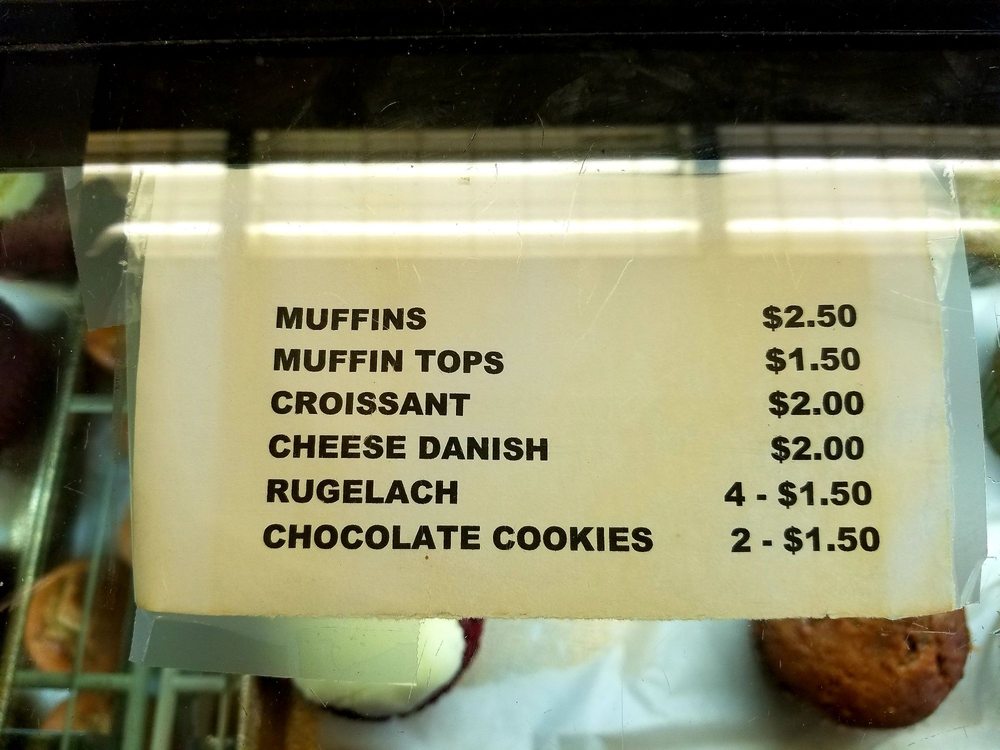 MUFFINS $2.50
MUFFIN TOPS $1.50
CROISSANT $2.00
CHEESE DANISH $2.00
RUGELACH 4 - $1.50
CHOCOLATE COOKIES 2 - $1.50